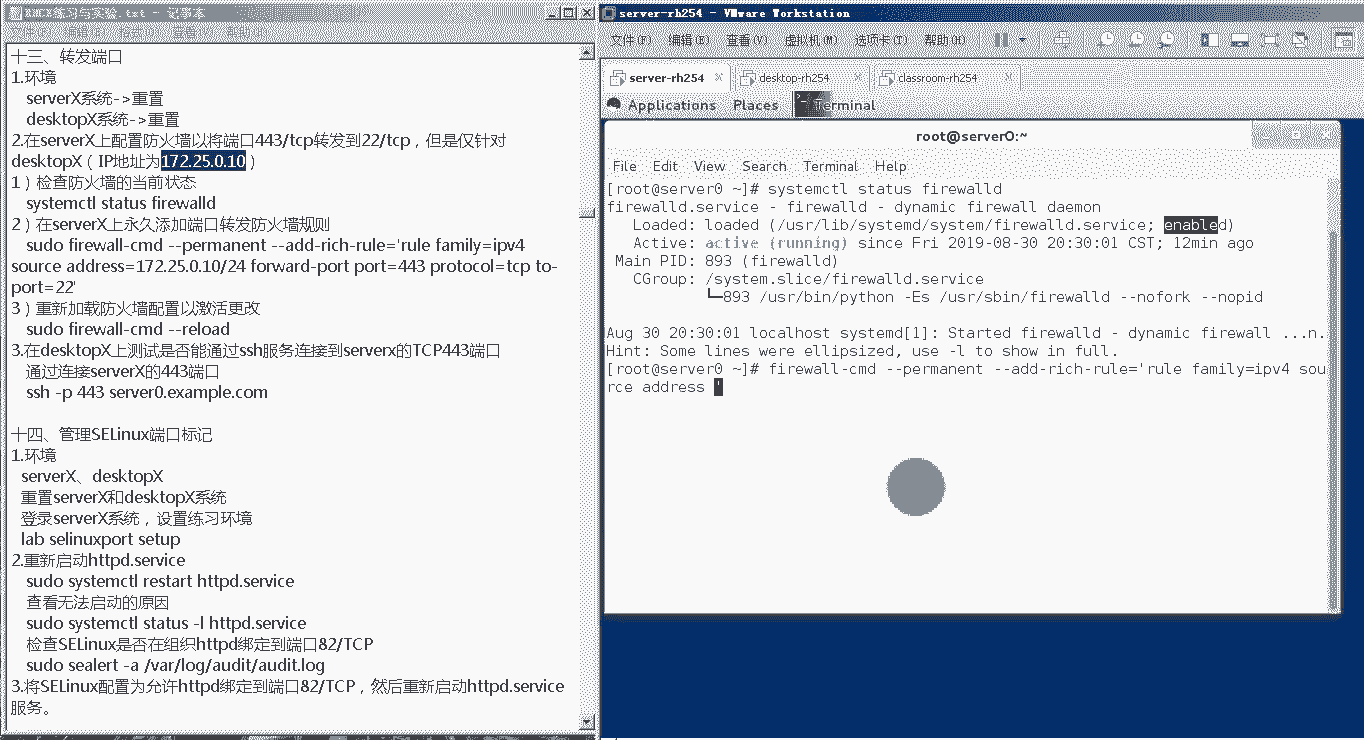 RHCX练习与实验.txt - 记事本
十三、转发端口
1.环境
serverX系统->重置
desktopX系统->重置
2.在serverX上配置防火墙以将端口443/tcp转发到22/tcp，但是仅针对
desktopX（IP地址为172.25.0.10）
1）检查防火墙的当前状态
systemctl status firewalld
2）在serverX上永久添加端口转发防火墙规则
sudo firewall-cmd --permanent --add-rich-rule='rule family=ipv4
source address=172.25.0.10/24 forward-port port=443 protocol=tcp to-
port=22'
3）重新加载防火墙配置以激活更改
sudo firewall-cmd --reload
3.在desktopX上测试是否能通过ssh服务连接到serverx的TCP443端口
通过连接serverX的443端口
ssh -p 443 server0.example.com
十四、管理SELinux端口标记
1.环境
serverX、desktopX
重置serverX和desktopX系统
登录serverX系统，设置练习环境
lab selinuxport setup
2.重新启动httpd.service
sudo systemctl restart httpd.service
查看无法启动的原因
sudo systemctl status -l httpd.service
检查SELinux是否在组织httpd绑定到端口82/TCP
sudo sealert -a /var/log/audit/audit.log
3.将SELinux配置为允许httpd绑定到端口82/TCP，然后重新启动httpd.service
服务。
server-rh254 - VMware Workstation
文件(F) 编辑(E) 查看(V) 虚拟机(M) 选项卡(T) 帮助(H)
server-rh254 desktop-rh254 classroom-rh254
Applications Places Terminal
root@server0:~
File Edit View Search Terminal Help
[root@server0 ~]# systemctl status firewalld
firewalld.service - firewalld - dynamic firewall daemon
Loaded: loaded (/usr/lib/systemd/system/firewalld.service; enabled)
Active: active (running) since Fri 2019-08-30 20:30:01 CST; 12min ago
Main PID: 893 (firewalld)
CGroup: /system.slice/firewalld.service
└─893 /usr/bin/python -Es /usr/sbin/firewalld --nofork --nopid
Aug 30 20:30:01 localhost systemd[1]: Started firewalld - dynamic firewall ...n.
Hint: Some lines were ellipsized, use -l to show in full.
[root@server0 ~]# firewall-cmd --permanent --add-rich-rule='rule family=ipv4 sou
rce address '